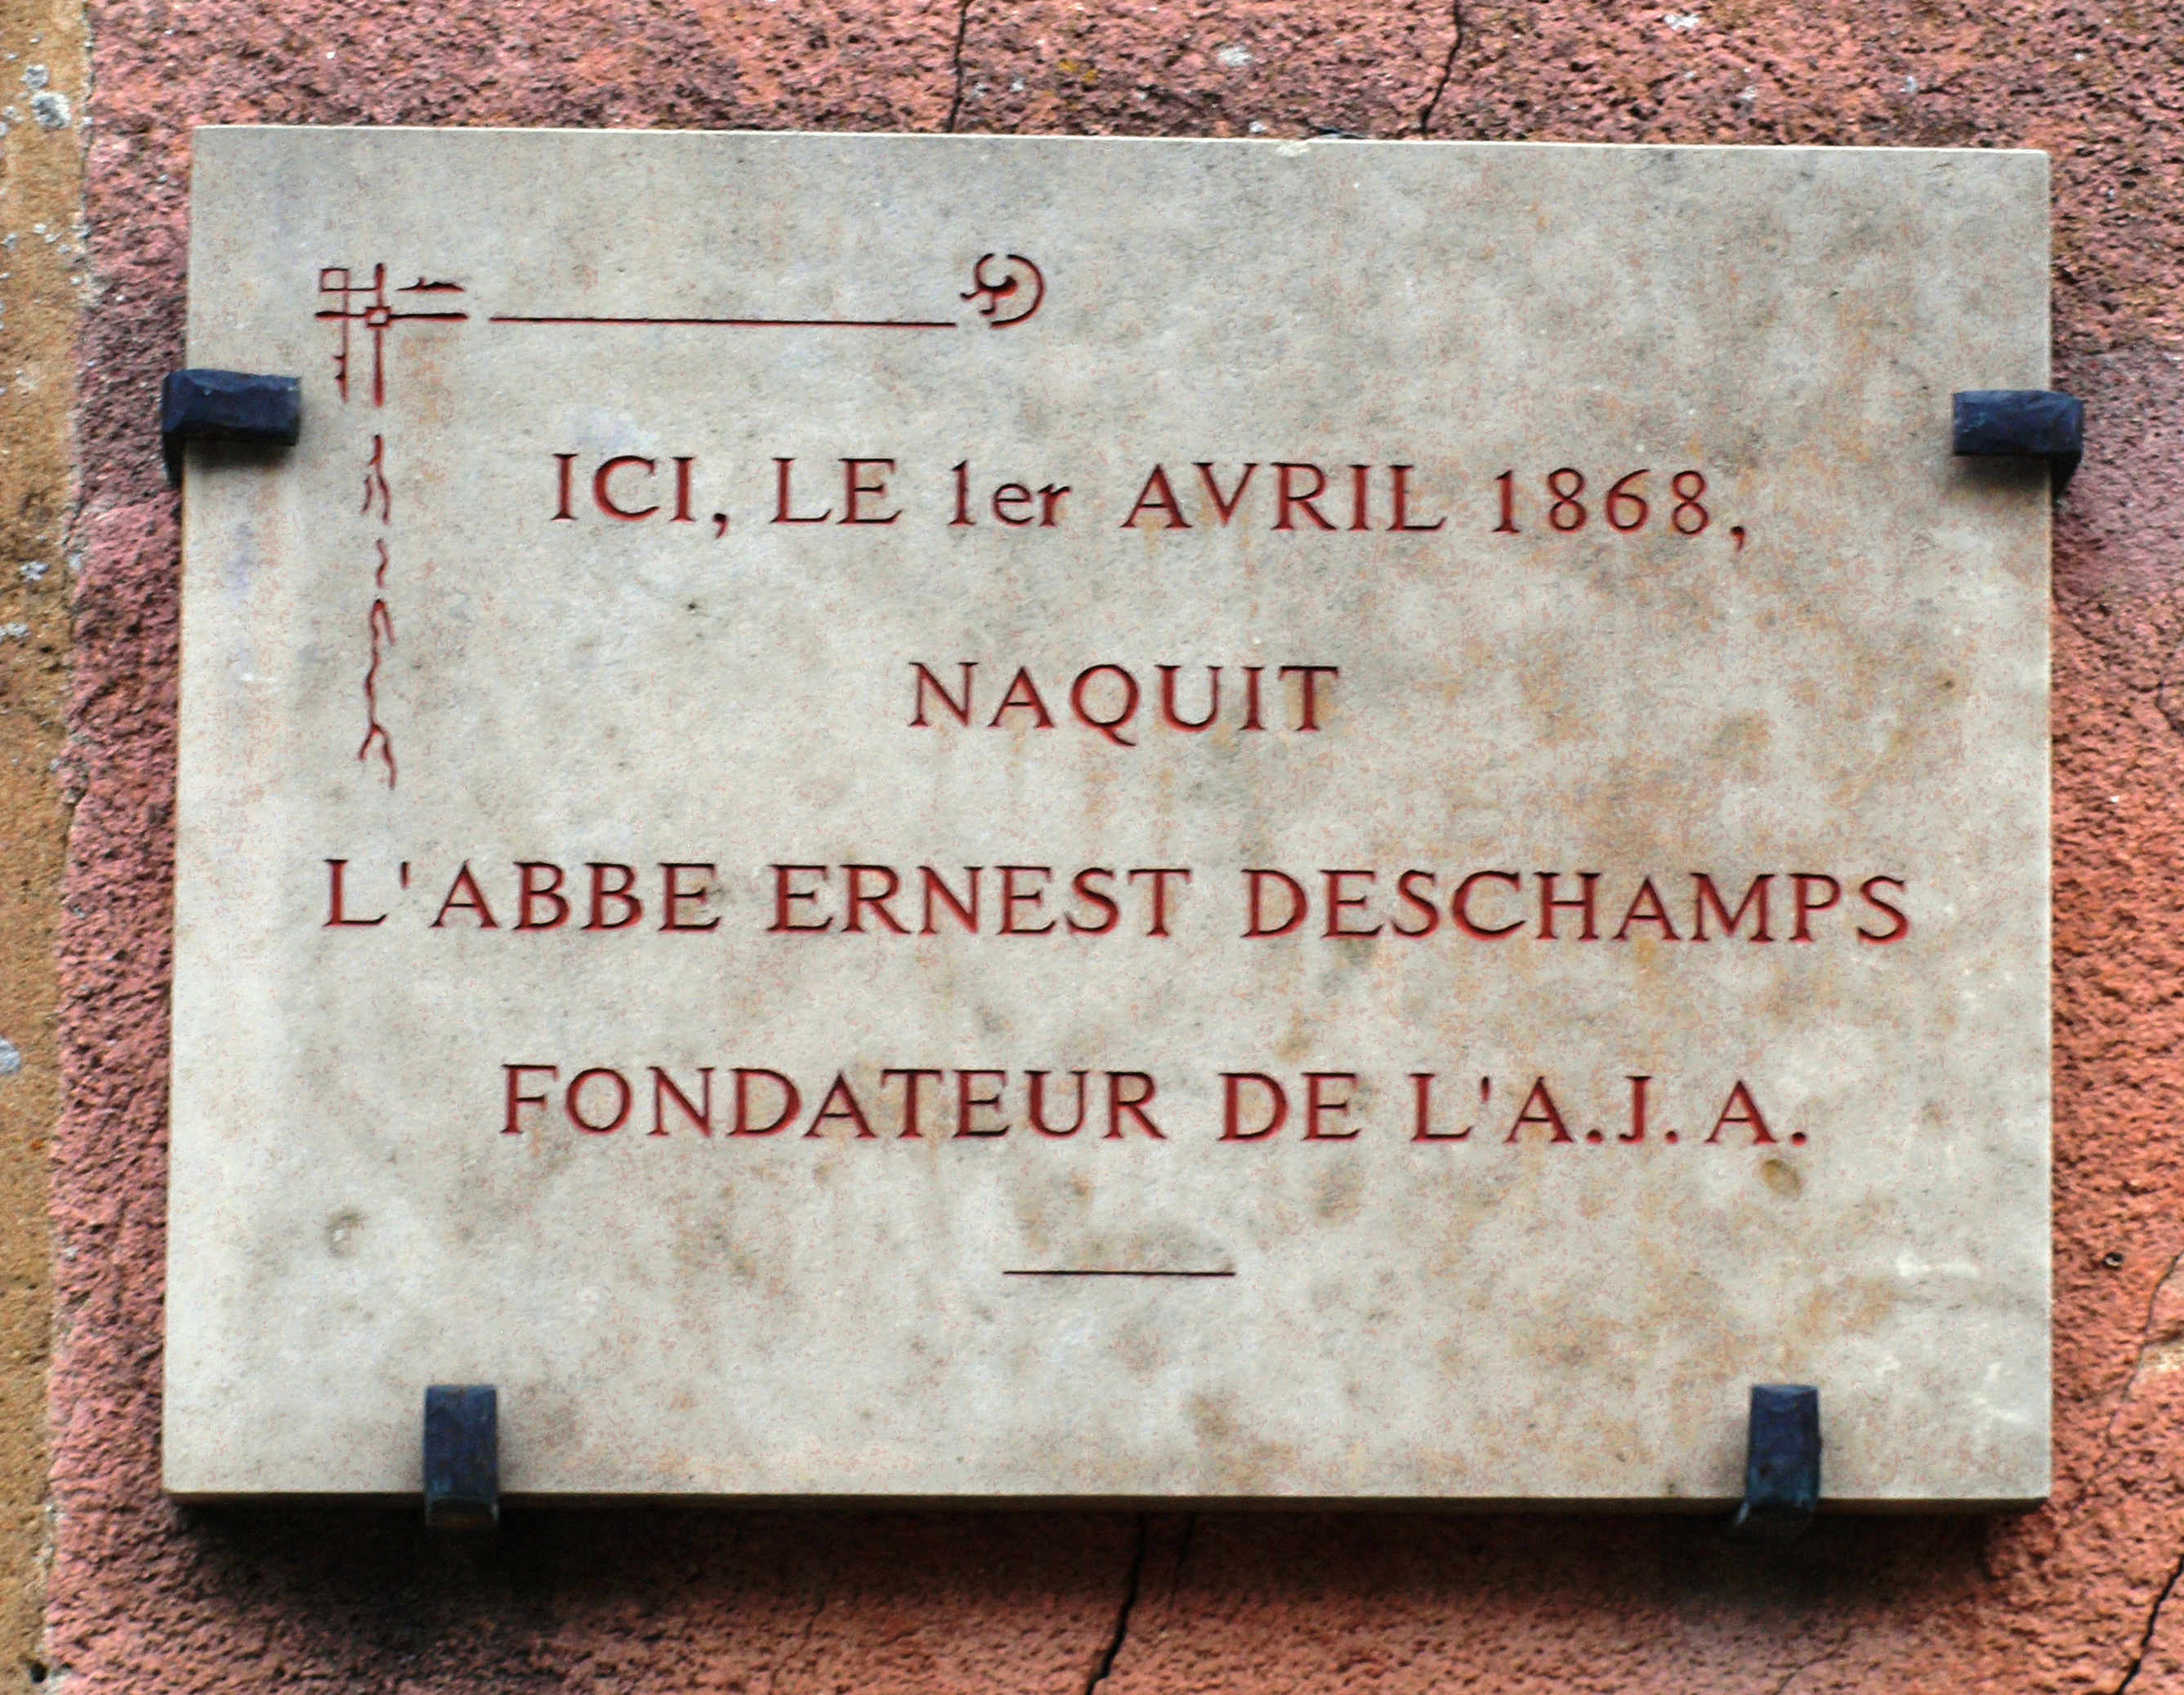 ICI, LE 1er AVRIL 1868,
NAQUIT
L'ABBE ERNEST DESCHAMPS
FONDATEUR DE L'A.J.A.